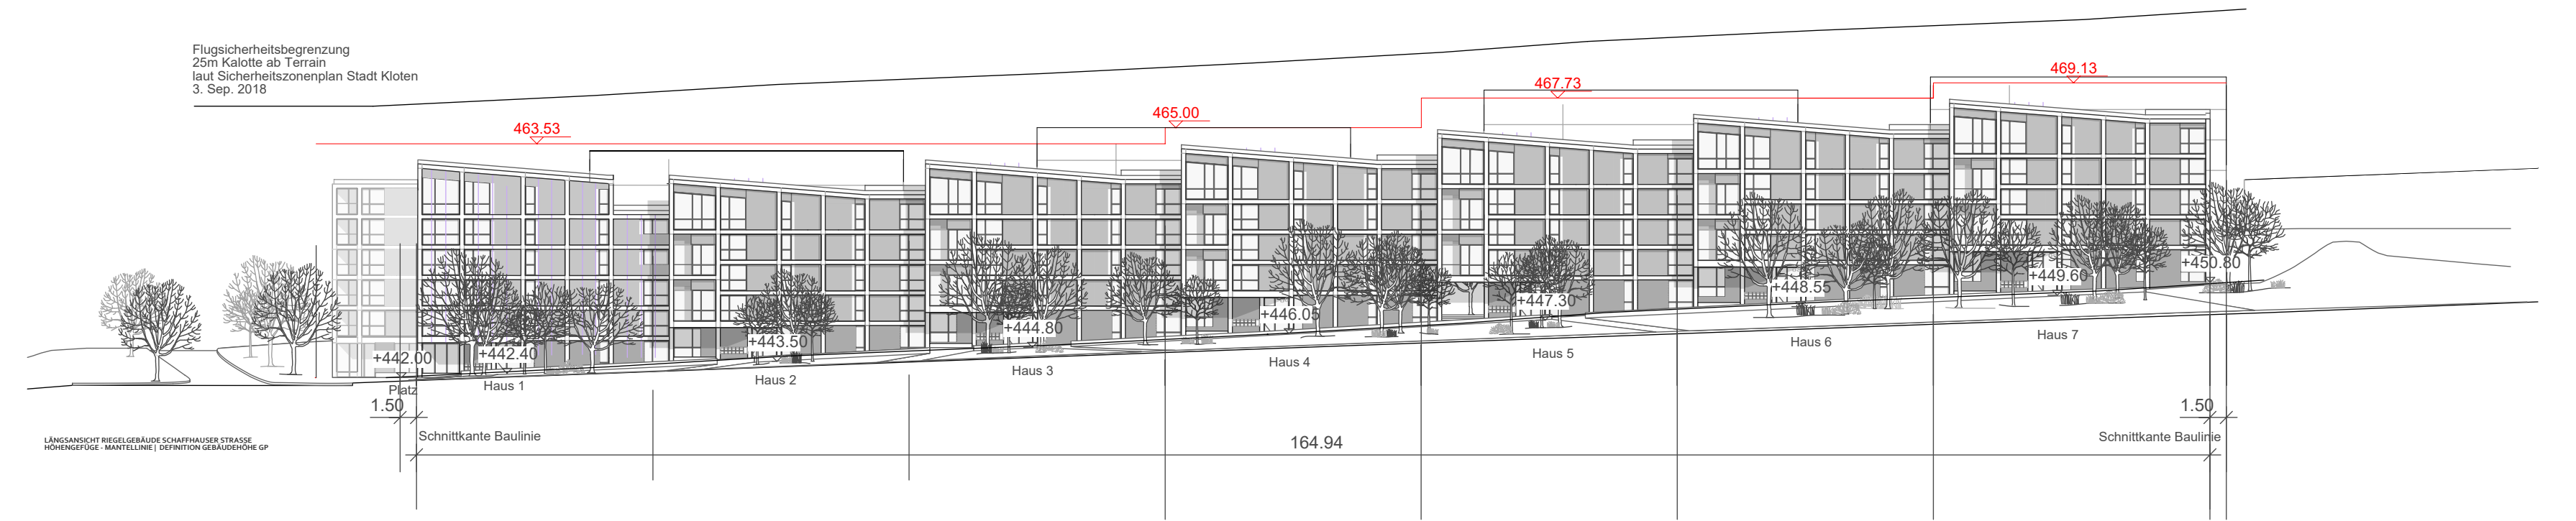 Flugsicherheitsbegrenzung
25m Kalotte ab Terrain
laut Sicherheitszonenplan Stadt Kloten
3. Sep. 2018
463.53
465.00
467.73
469.13
+442.00
+442.40
+443.50
+444.80
+446.05
+447.30
+448.55
+449.60
+450.80
Platz
Haus 1
Haus 2
Haus 3
Haus 4
Haus 5
Haus 6
Haus 7
1.50
1.50
Schnittkante Baulinie
164.94
Schnittkante Baulinie
LÄNGSANSICHT RIEGELGEBÄUDE SCHAFFHAUSER STRASSE
HÖHENGEFÜGE - MANTELLINIE | DEFINITION GEBÄUDEHÖHE GP